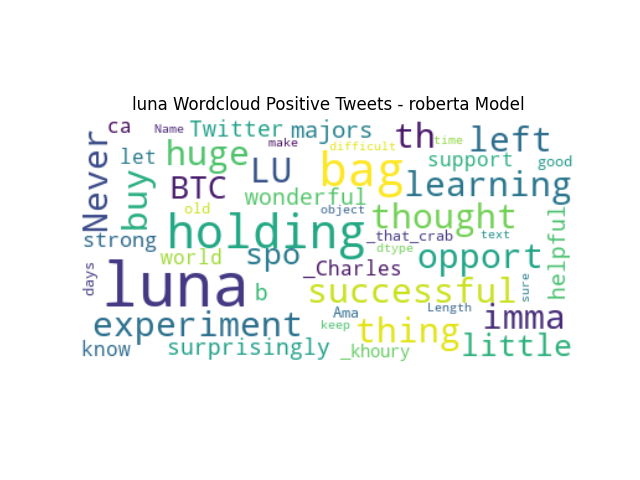 luna Wordcloud Positive Tweets - roberta Model
ca Name Twitter majors th time left
Never let huge make difficult support good
buy BTC LU bag learning
old wonderful object thought
strong holding _that_crab text helpful
world spo dtype opport
days luna b _Charles successful sure
experiment Ama Length imma
keep thing
know surprisingly _khoury little